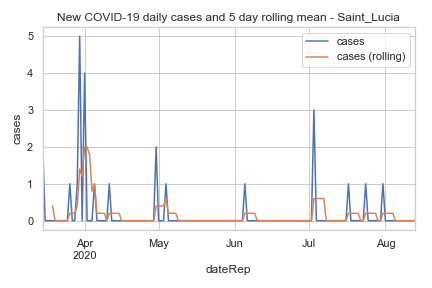 New COVID-19 daily cases and 5 day rolling mean - Saint_Lucia
cases
cases (rolling)
5
4
3
2
1
0
cases
Apr
2020
May
Jun
Jul
Aug
dateRep